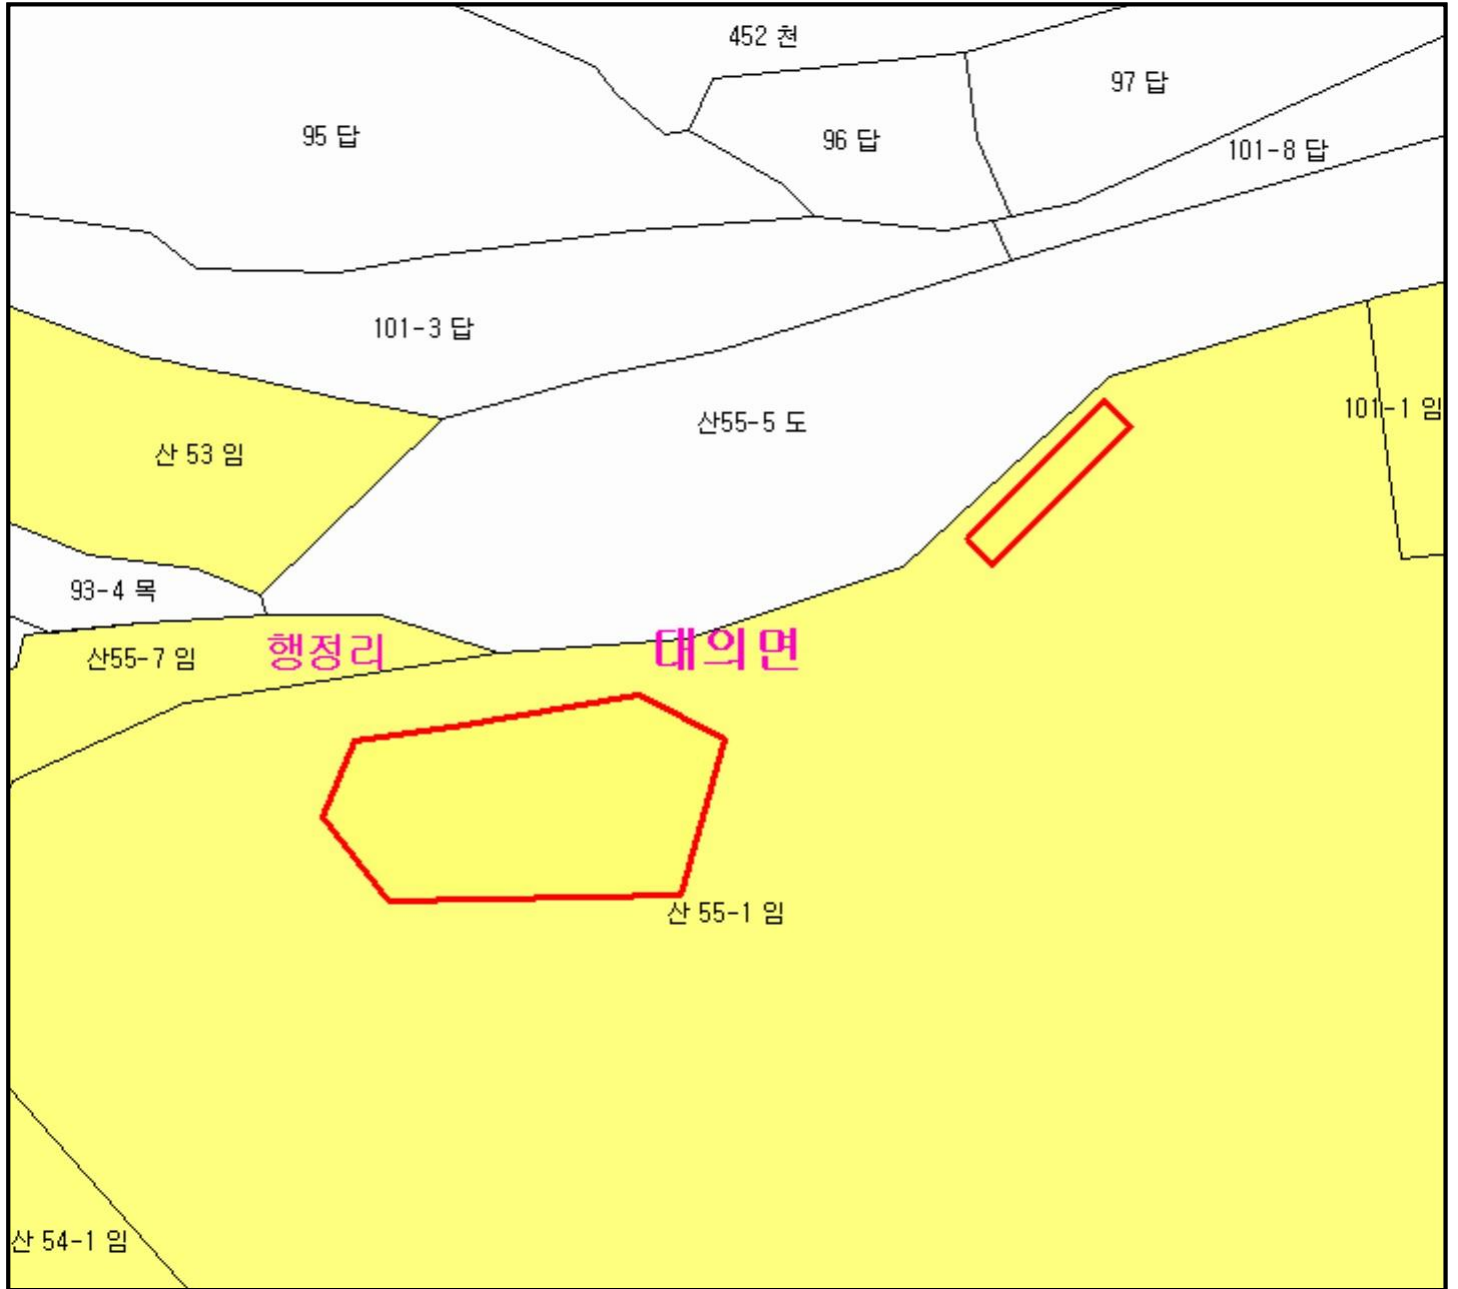 452 천
97 답
95 답
96 답
101-8 답
101-3 답
101-1 임
산55-5 도
산 53 임
93-4 목
산55-7 임
행정리
대의면
산 55-1 임
산 54-1 임